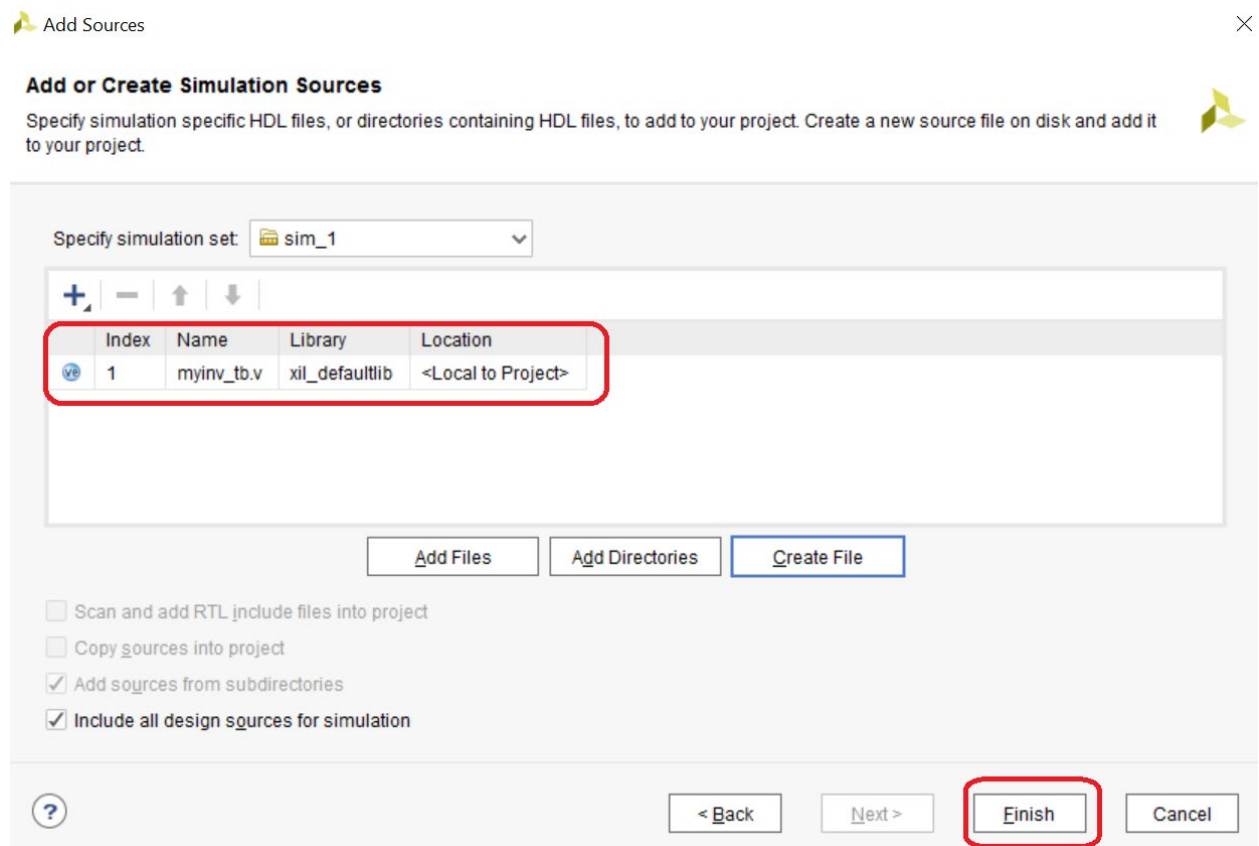 Add Sources
Add or Create Simulation Sources
Specify simulation specific HDL files, or directories containing HDL files, to add to your project. Create a new source file on disk and add it
to your project.
Specify simulation set: sim_1
Index Name Library Location
1 myinv_tb.v xil_defaultlib <Local to Project>
Add Files Add Directories Create File
Scan and add RTL include files into project
Copy sources into project
Add sources from subdirectories
Include all design sources for simulation
? < Back Next > Finish Cancel